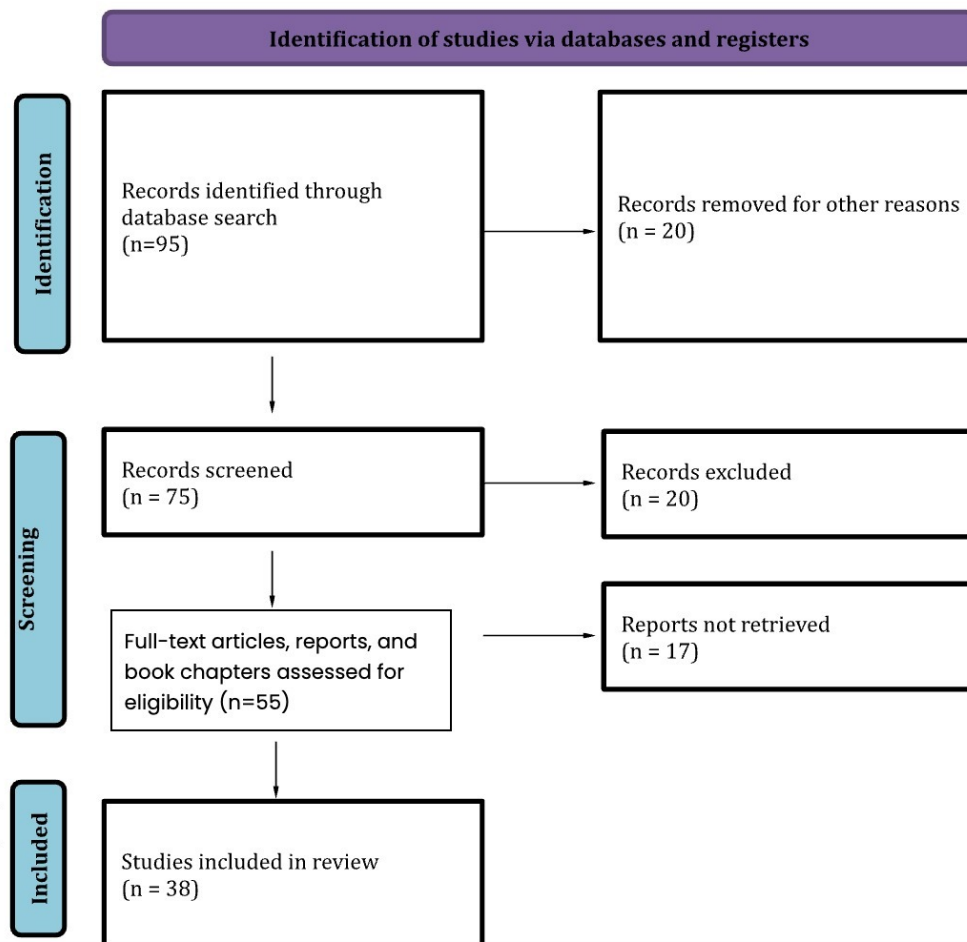 Identification of studies via databases and registers
Identification
Records identified through
database search
(n=95)
Records removed for other reasons
(n = 20)
Screening
Records screened
(n = 75)
Records excluded
(n = 20)
Full-text articles, reports, and
book chapters assessed for
eligibility (n=55)
Reports not retrieved
(n = 17)
Included
Studies included in review
(n = 38)